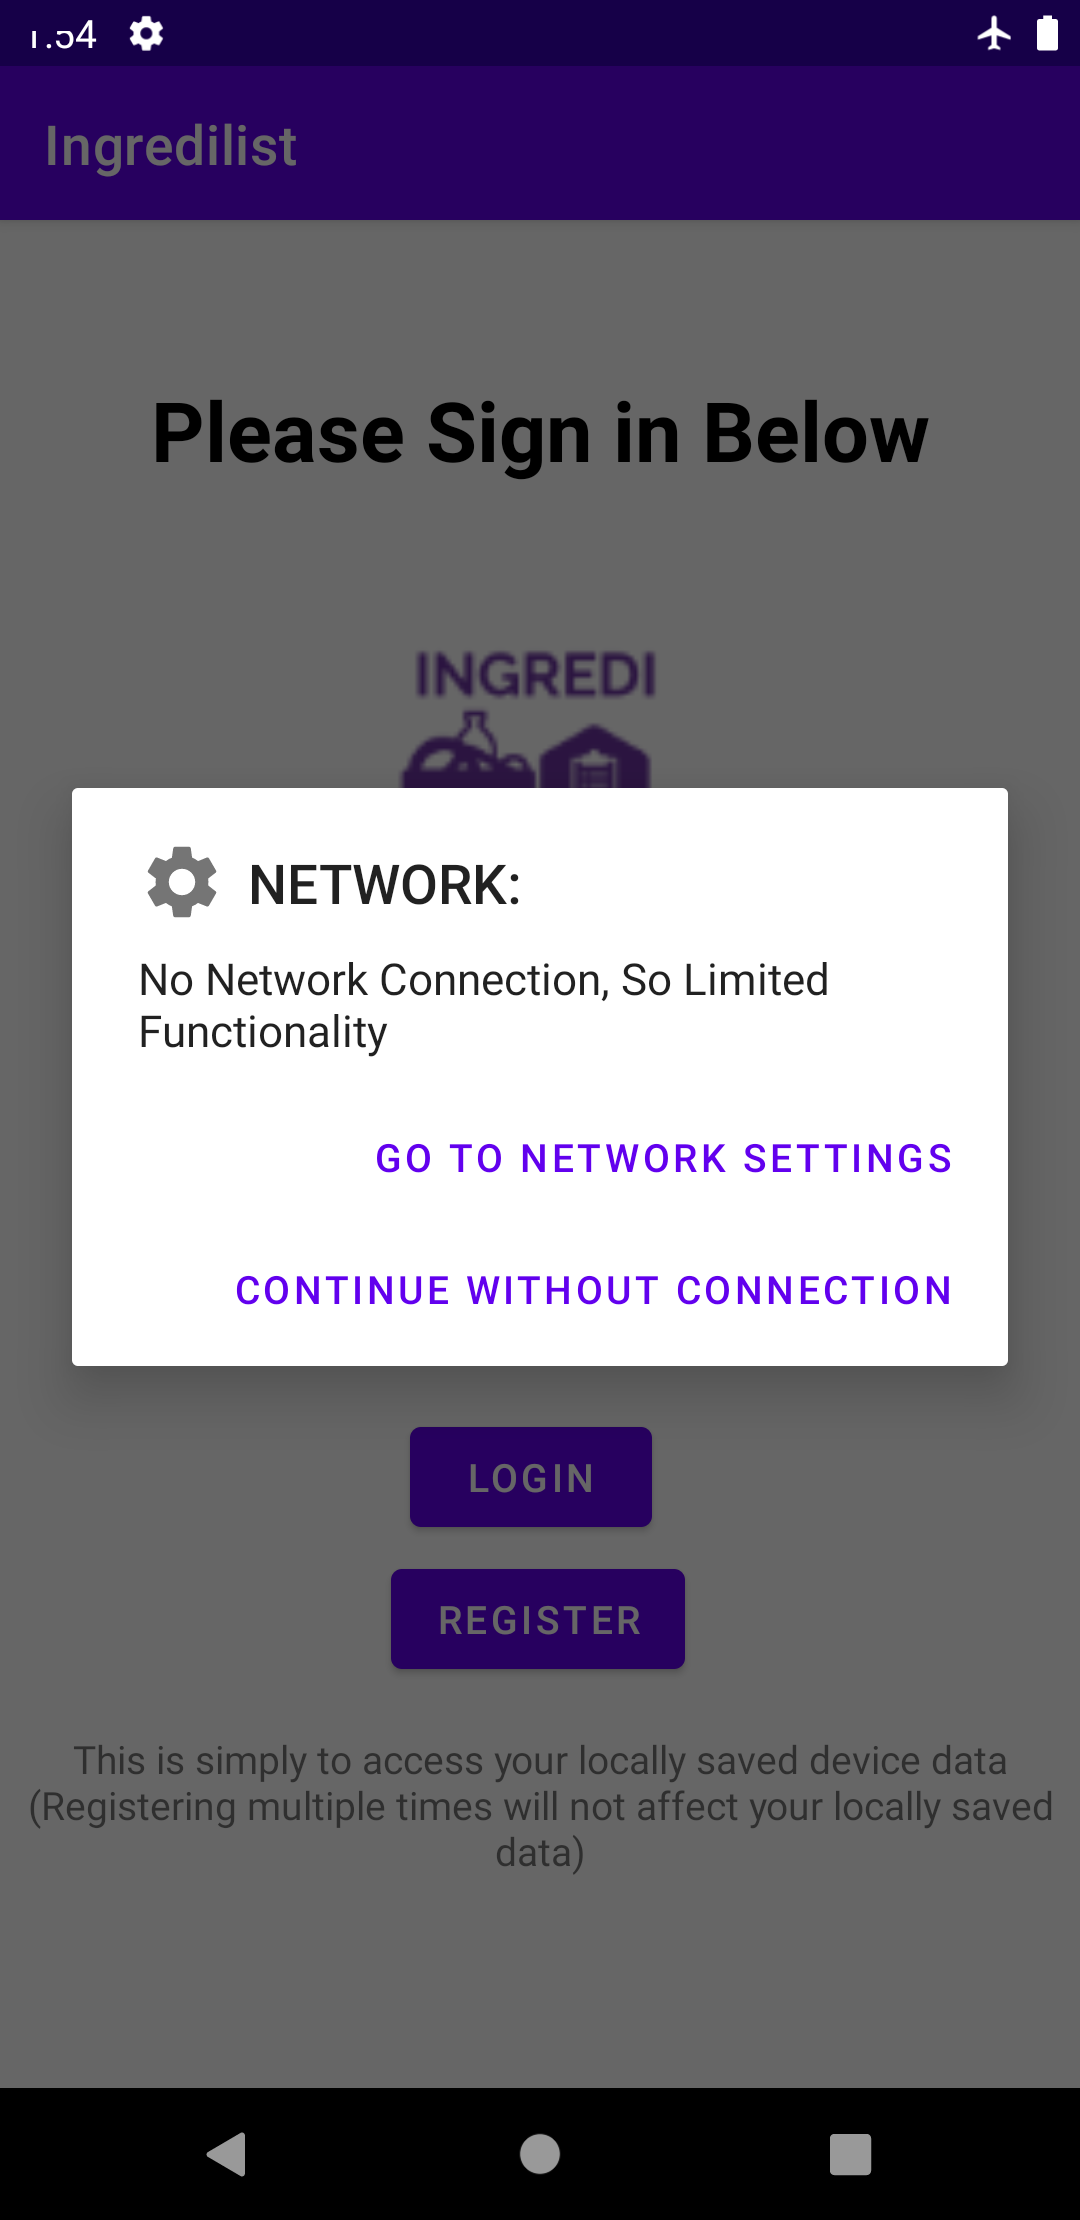 1:54
Ingredilist
Please Sign in Below
INGREDI
NETWORK:
No Network Connection, So Limited
Functionality
GO TO NETWORK SETTINGS
CONTINUE WITHOUT CONNECTION
LOGIN
REGISTER
This is simply to access your locally saved device data
(Registering multiple times will not affect your locally saved
data)